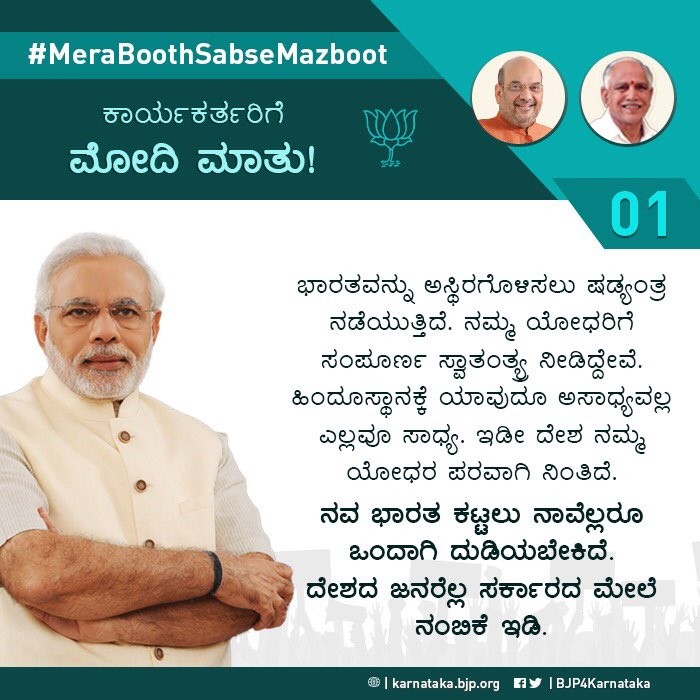 #MeraBoothSabseMazboot
ಕಾರ್ಯಕರ್ತರಿಗೆ
ಮೋದಿ ಮಾತು!
01
ಭಾರತವನ್ನು ಅಸ್ಥಿರಗೊಳಿಸಲು ಷಡ್ಯಂತ್ರ
ನಡೆಯುತ್ತಿದೆ. ನಮ್ಮ ಯೋಧರಿಗೆ
ಸಂಪೂರ್ಣ ಸ್ವಾತಂತ್ಯ್ರ ನೀಡಿದ್ದೇವೆ.
ಹಿಂದೂಸ್ಥಾನಕ್ಕೆ ಯಾವುದೂ ಅಸಾಧ್ಯವಲ್ಲ
ಎಲ್ಲವೂ ಸಾಧ್ಯ. ಇಡೀ ದೇಶ ನಮ್ಮ
ಯೋಧರ ಪರವಾಗಿ ನಿಂತಿದೆ.
ನವ ಭಾರತ ಕಟ್ಟಲು ನಾವೆಲ್ಲರೂ
ಒಂದಾಗಿ ದುಡಿಯಬೇಕಿದೆ.
ದೇಶದ ಜನರೆಲ್ಲ ಸರ್ಕಾರದ ಮೇಲೆ
ನಂಬಿಕೆ ಇಡಿ.
| karnataka.bjp.org | BJP4Karnataka